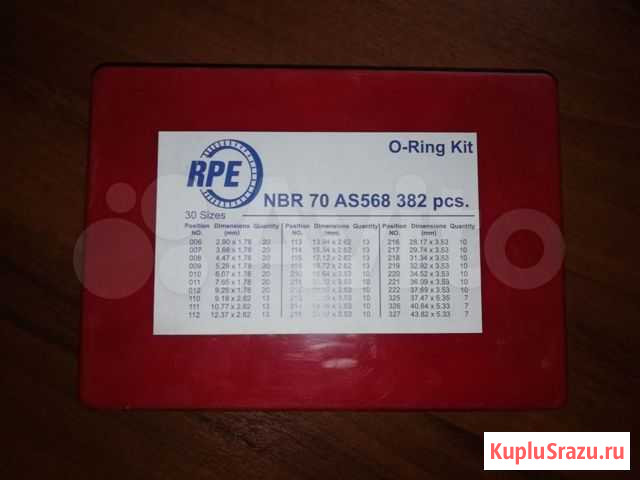 RPE
O-Ring Kit
NBR 70 AS568 382 pcs.
30 Sizes
Position NO. Dimensions (mm) Quantity Position NO. Dimensions (mm) Quantity Position NO. Dimensions (mm) Quantity
006 2.90 x 1.78 20 113 13.94 x 2.62 13 216 28.17 x 3.53 10
007 3.68 x 1.78 20 114 15.54 x 2.62 13 217 29.74 x 3.53 10
008 4.47 x 1.78 20 115 17.12 x 2.62 13 218 31.34 x 3.53 10
009 5.28 x 1.78 20 13 219 32.92 x 3.53 10
010 6.07 x 1.78 20 10 220 34.52 x 3.53 10
011 7.65 x 1.78 20 10 221 36.09 x 3.53 10
012 9.25 x 1.78 20 10 222 37.69 x 3.53 10
110 9.19 x 2.62 13 10 325 37.47 x 5.33 7
111 10.77 x 2.62 13 10 326 40.64 x 5.33 7
112 12.37 x 2.62 13 10 327 43.82 x 5.33 7
Avito
KupluSrazu.ru